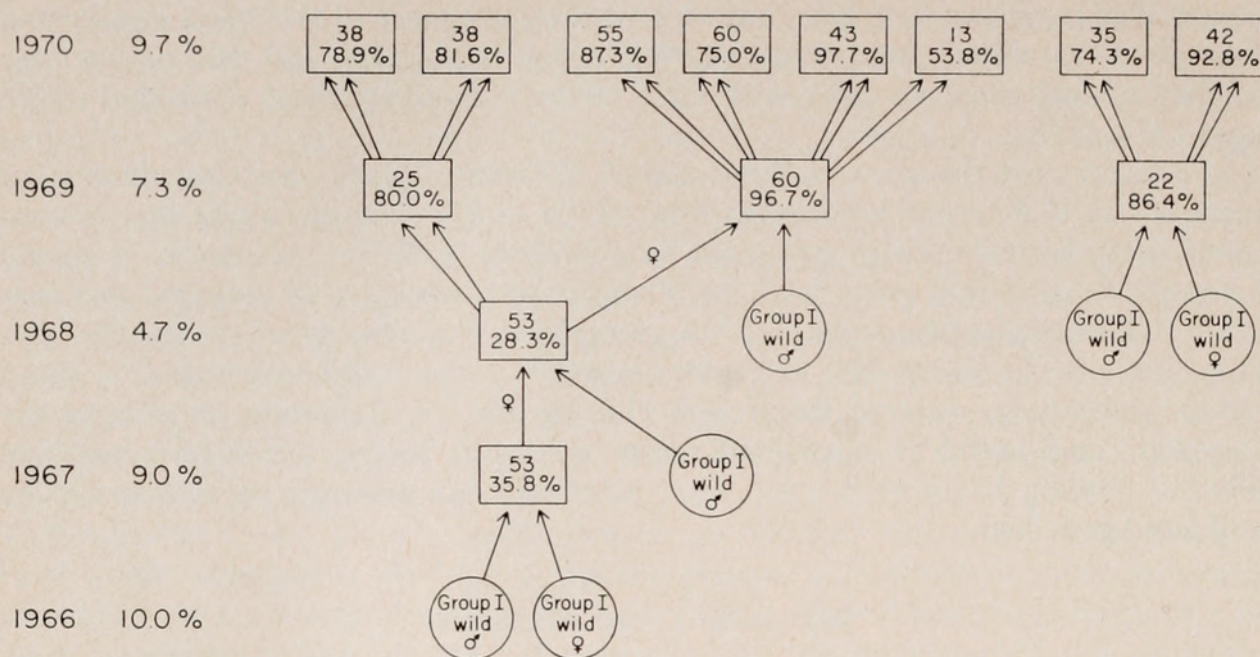 1970 9.7 %
38
78.9%
38
81.6%
55
87.3%
60
75.0%
43
97.7%
13
53.8%
35
74.3%
42
92.8%
1969 7.3 %
25
80.0%
60
96.7%
22
86.4%
♀
1968 4.7 %
53
28.3%
Group I
wild
♂
Group I
wild
♂
Group I
wild
♀
♀
1967 9.0 %
53
35.8%
Group I
wild
♂
1966 10.0 %
Group I
wild
♂
Group I
wild
♀